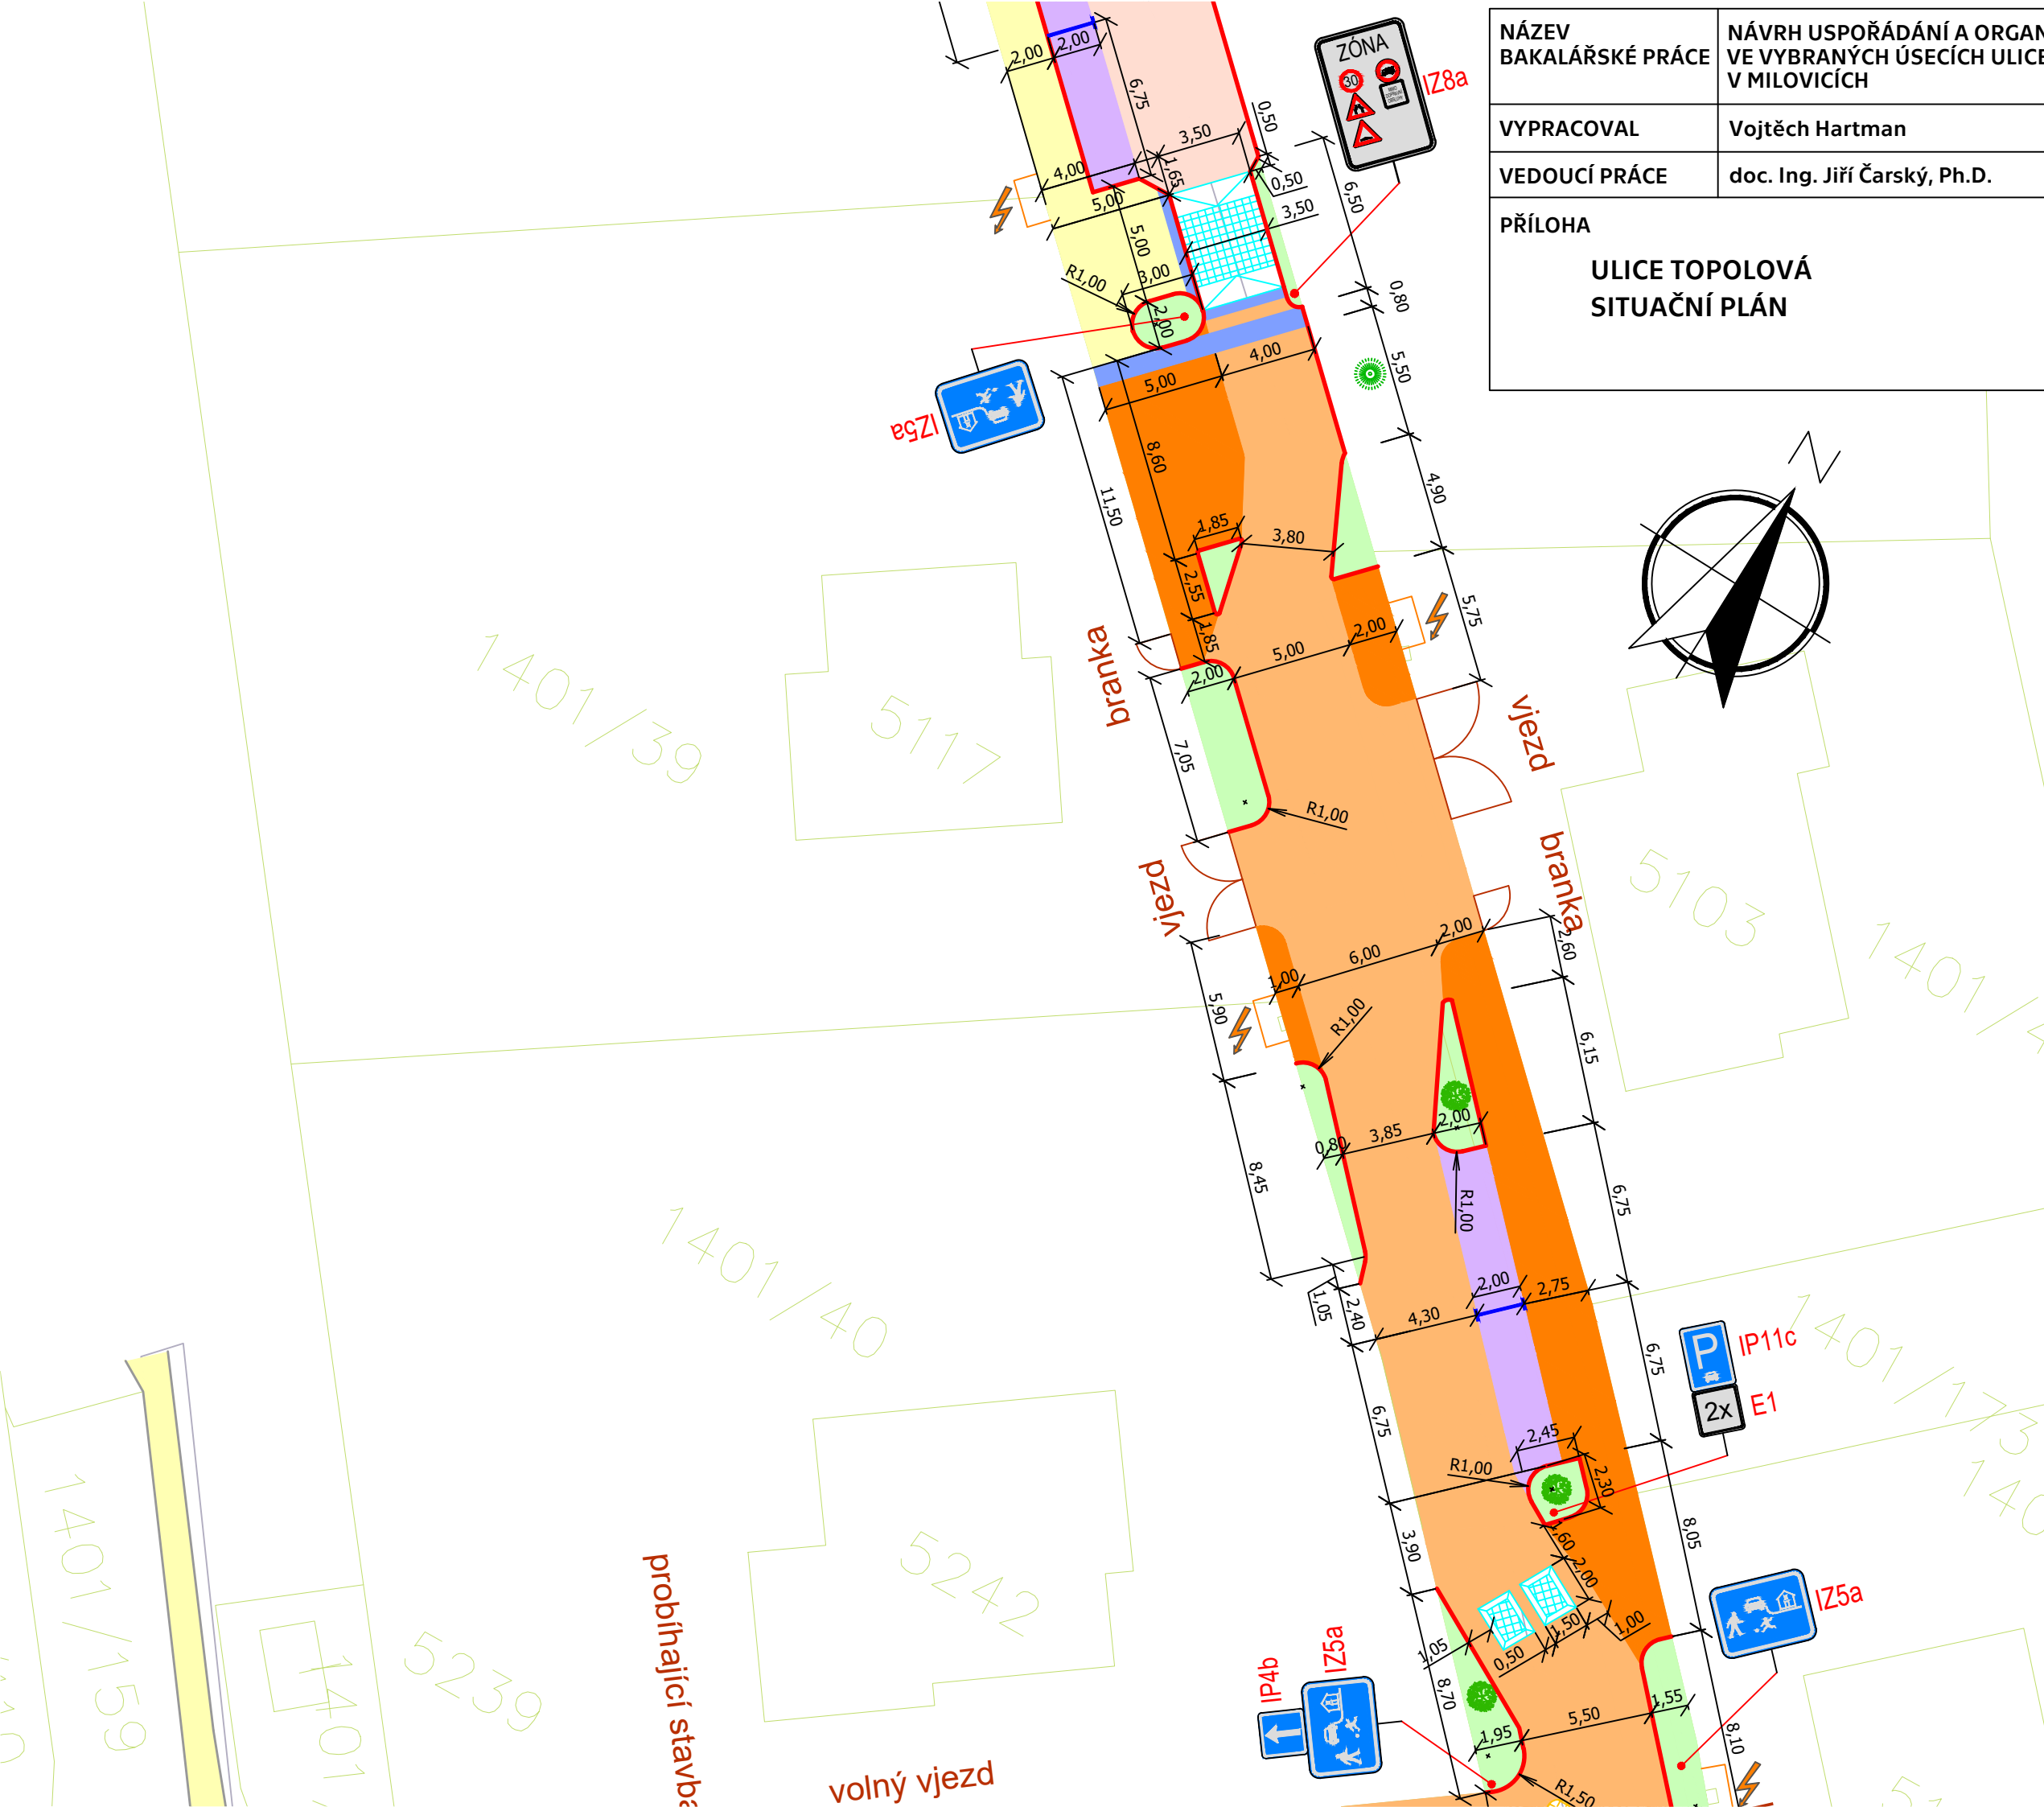 NÁZEV
BAKALÁŘSKÉ PRÁCE
NÁVRH USPOŘÁDÁNÍ A ORGAN
VE VYBRANÝCH ÚSECÍCH ULICE
V MILOVICÍCH
VYPRACOVAL
Vojtěch Hartman
VEDOUCÍ PRÁCE
doc. Ing. Jiří Čarský, Ph.D.
PŘÍLOHA
ULICE TOPOLOVÁ
SITUAČNÍ PLÁN
ZÓNA
30
IZ8a
2,00
2,00
6,75
3,50
0,50
4,00
1,65
5,00
0,50
3,50
6,50
5,00
R1,00
3,00
2,00
0,80
IZ5a
5,00
4,00
5,50
8,60
11,50
4,90
1,85
3,80
2,55
1,85
5,75
branka
2,00
5,00
2,00
vjezd
7,05
R1,00
1401/39
5117
vjezd
branka
5103
2,60
2,00
6,00
1,00
5,90
R1,00
6,15
0,80
3,85
2,00
8,45
R1,00
6,75
1401/40
2,00
2,75
1,05
2,40
4,30
6,75
IP11c
P
E1
2x
1401/173
6,75
2,45
R1,00
2,30
3,90
1,60
2,00
8,05
1,05
0,50
1,50
1,00
IZ5a
8,70
IP4b
IZ5a
1,95
5,50
1,55
8,10
R1,50
1401/159
5239
5242
probíhající stavba
volný vjezd
N